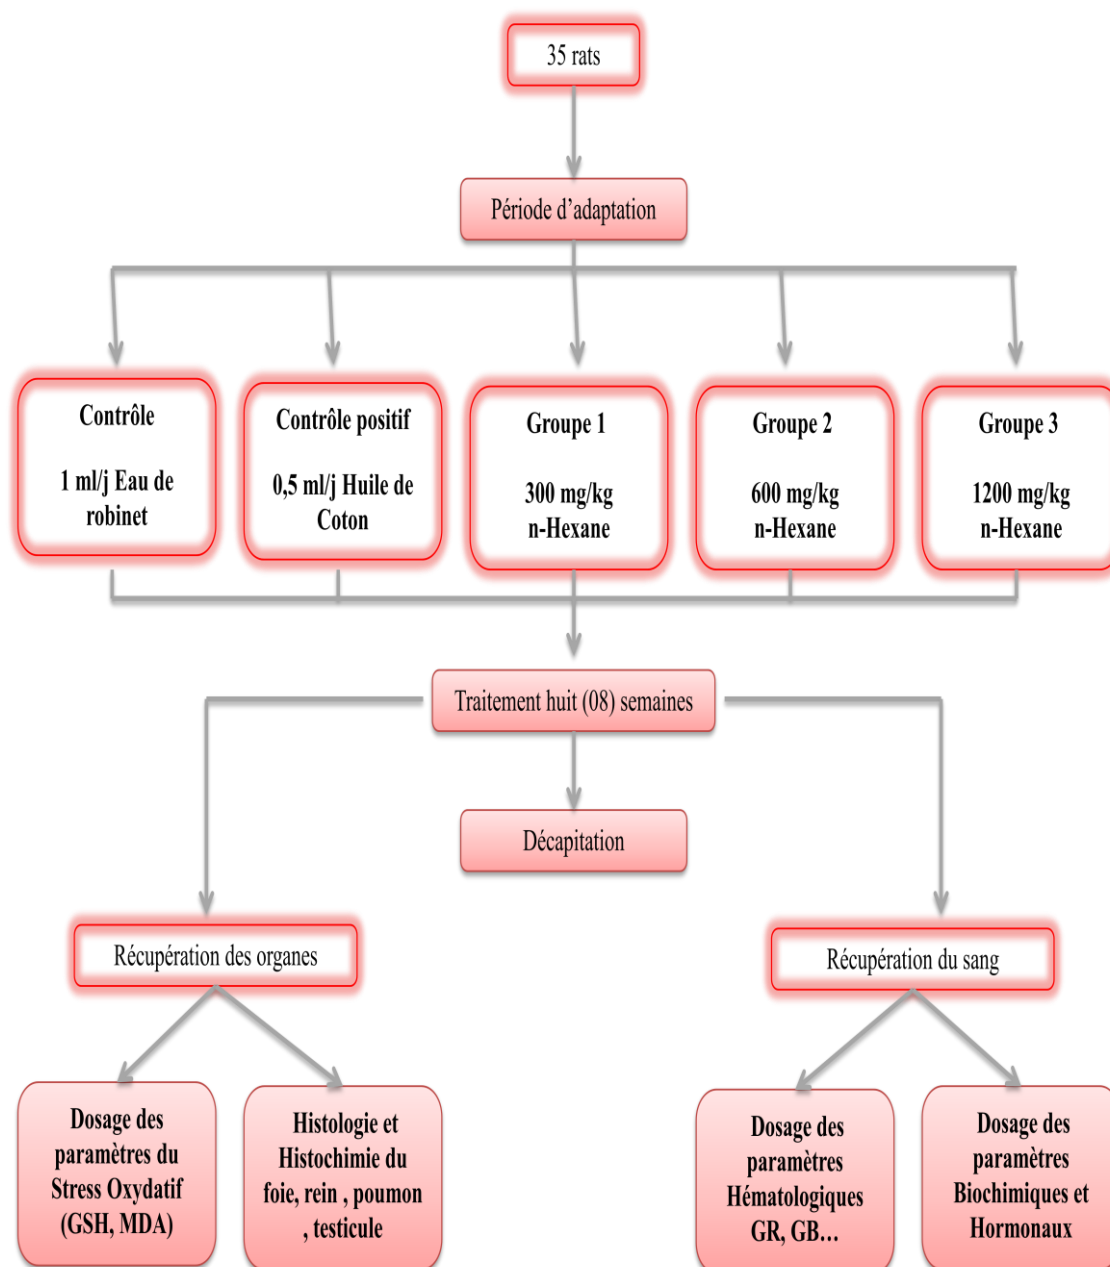 35 rats
Période d’adaptation
Contrôle
1 ml/j Eau de
robinet
Contrôle positif
0,5 ml/j Huile de
Coton
Groupe 1
300 mg/kg
n-Hexane
Groupe 2
600 mg/kg
n-Hexane
Groupe 3
1200 mg/kg
n-Hexane
Traitement huit (08) semaines
Décapitation
Récupération des organes
Récupération du sang
Dosage des
paramètres du
Stress Oxydatif
(GSH, MDA)
Histologie et
Histochimie du
foie, rein , poumon
, testicule
Dosage des
paramètres
Hématologiques
GR, GB…
Dosage des
paramètres
Biochimiques et
Hormonaux